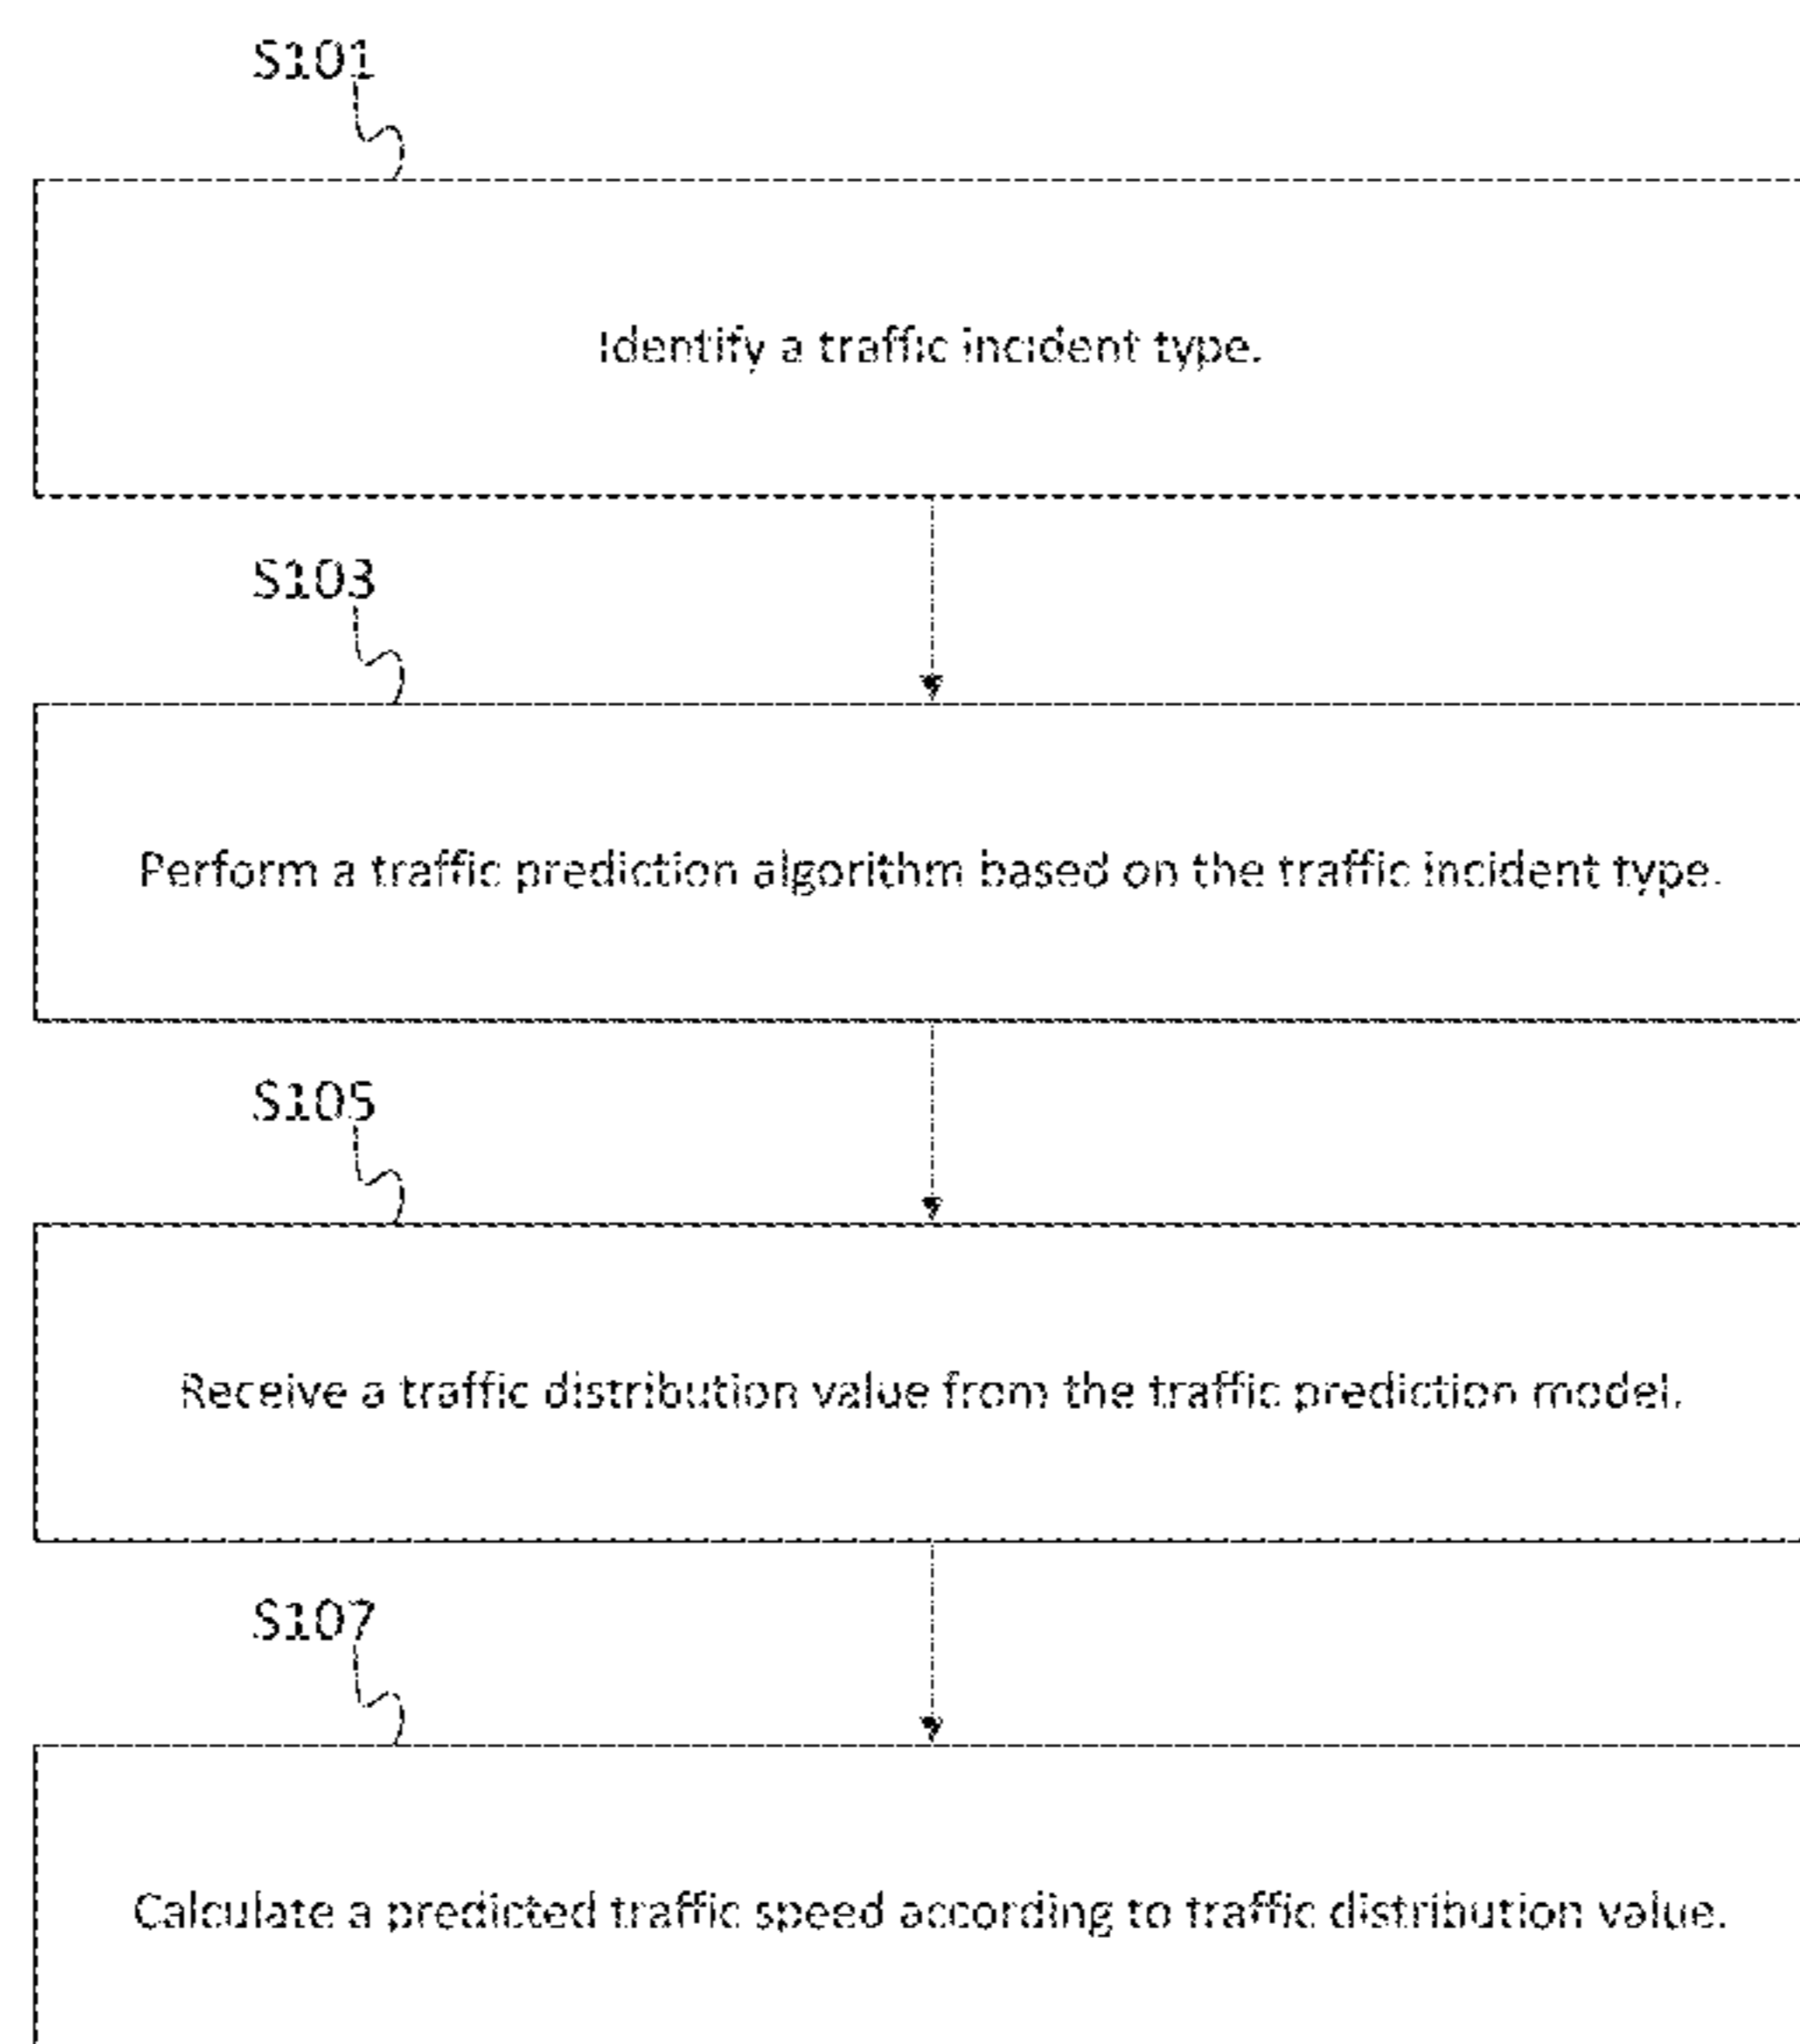 S101
Identify a traffic incident type.
S103
Perform a traffic prediction algorithm based on the traffic incident type.
S105
Receive a traffic distribution value from the traffic prediction model.
S107
Calculate a predicted traffic speed according to traffic distribution value.